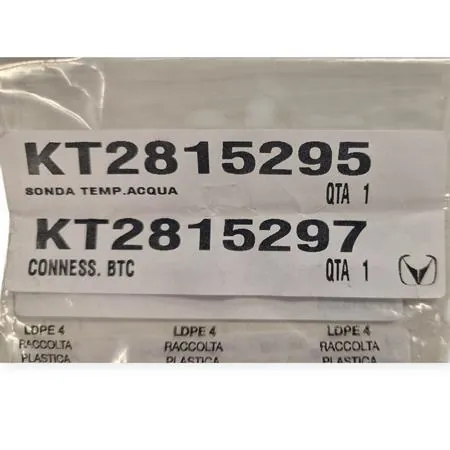 KT2815295
SONDA TEMP.ACQUA QTA 1
KT2815297
CONNESS. BTC QTA 1
LDPE 4 LDPE 4 LDPE 4
RACCOLTA RACCOLTA RACCOLTA
PLASTICA PLASTICA PLASTICA